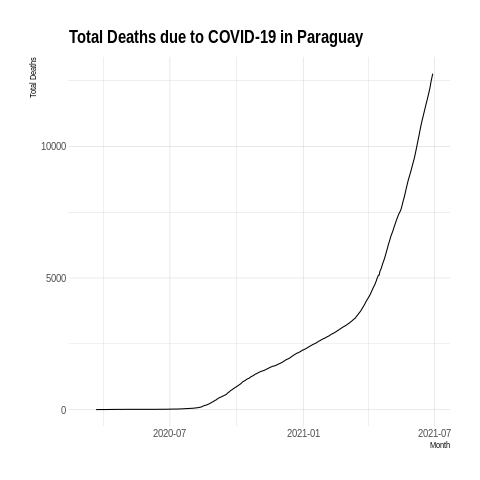 Total Deaths due to COVID-19 in Paraguay
Total Deaths
10000
5000
0
2020-07
2021-01
2021-07
Month